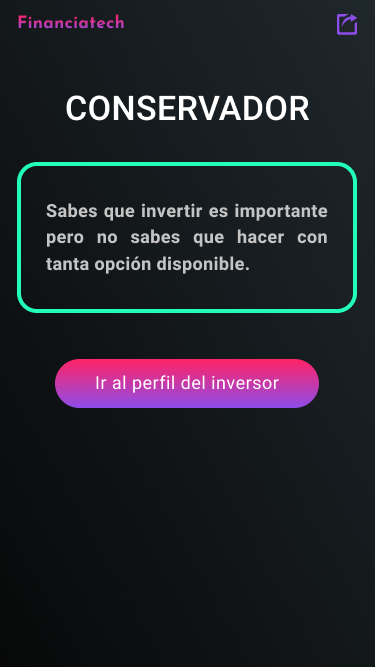 Financiatech
CONSERVADOR
Sabes que invertir es importante
pero no sabes que hacer con
tanta opción disponible.
Ir al perfil del inversor